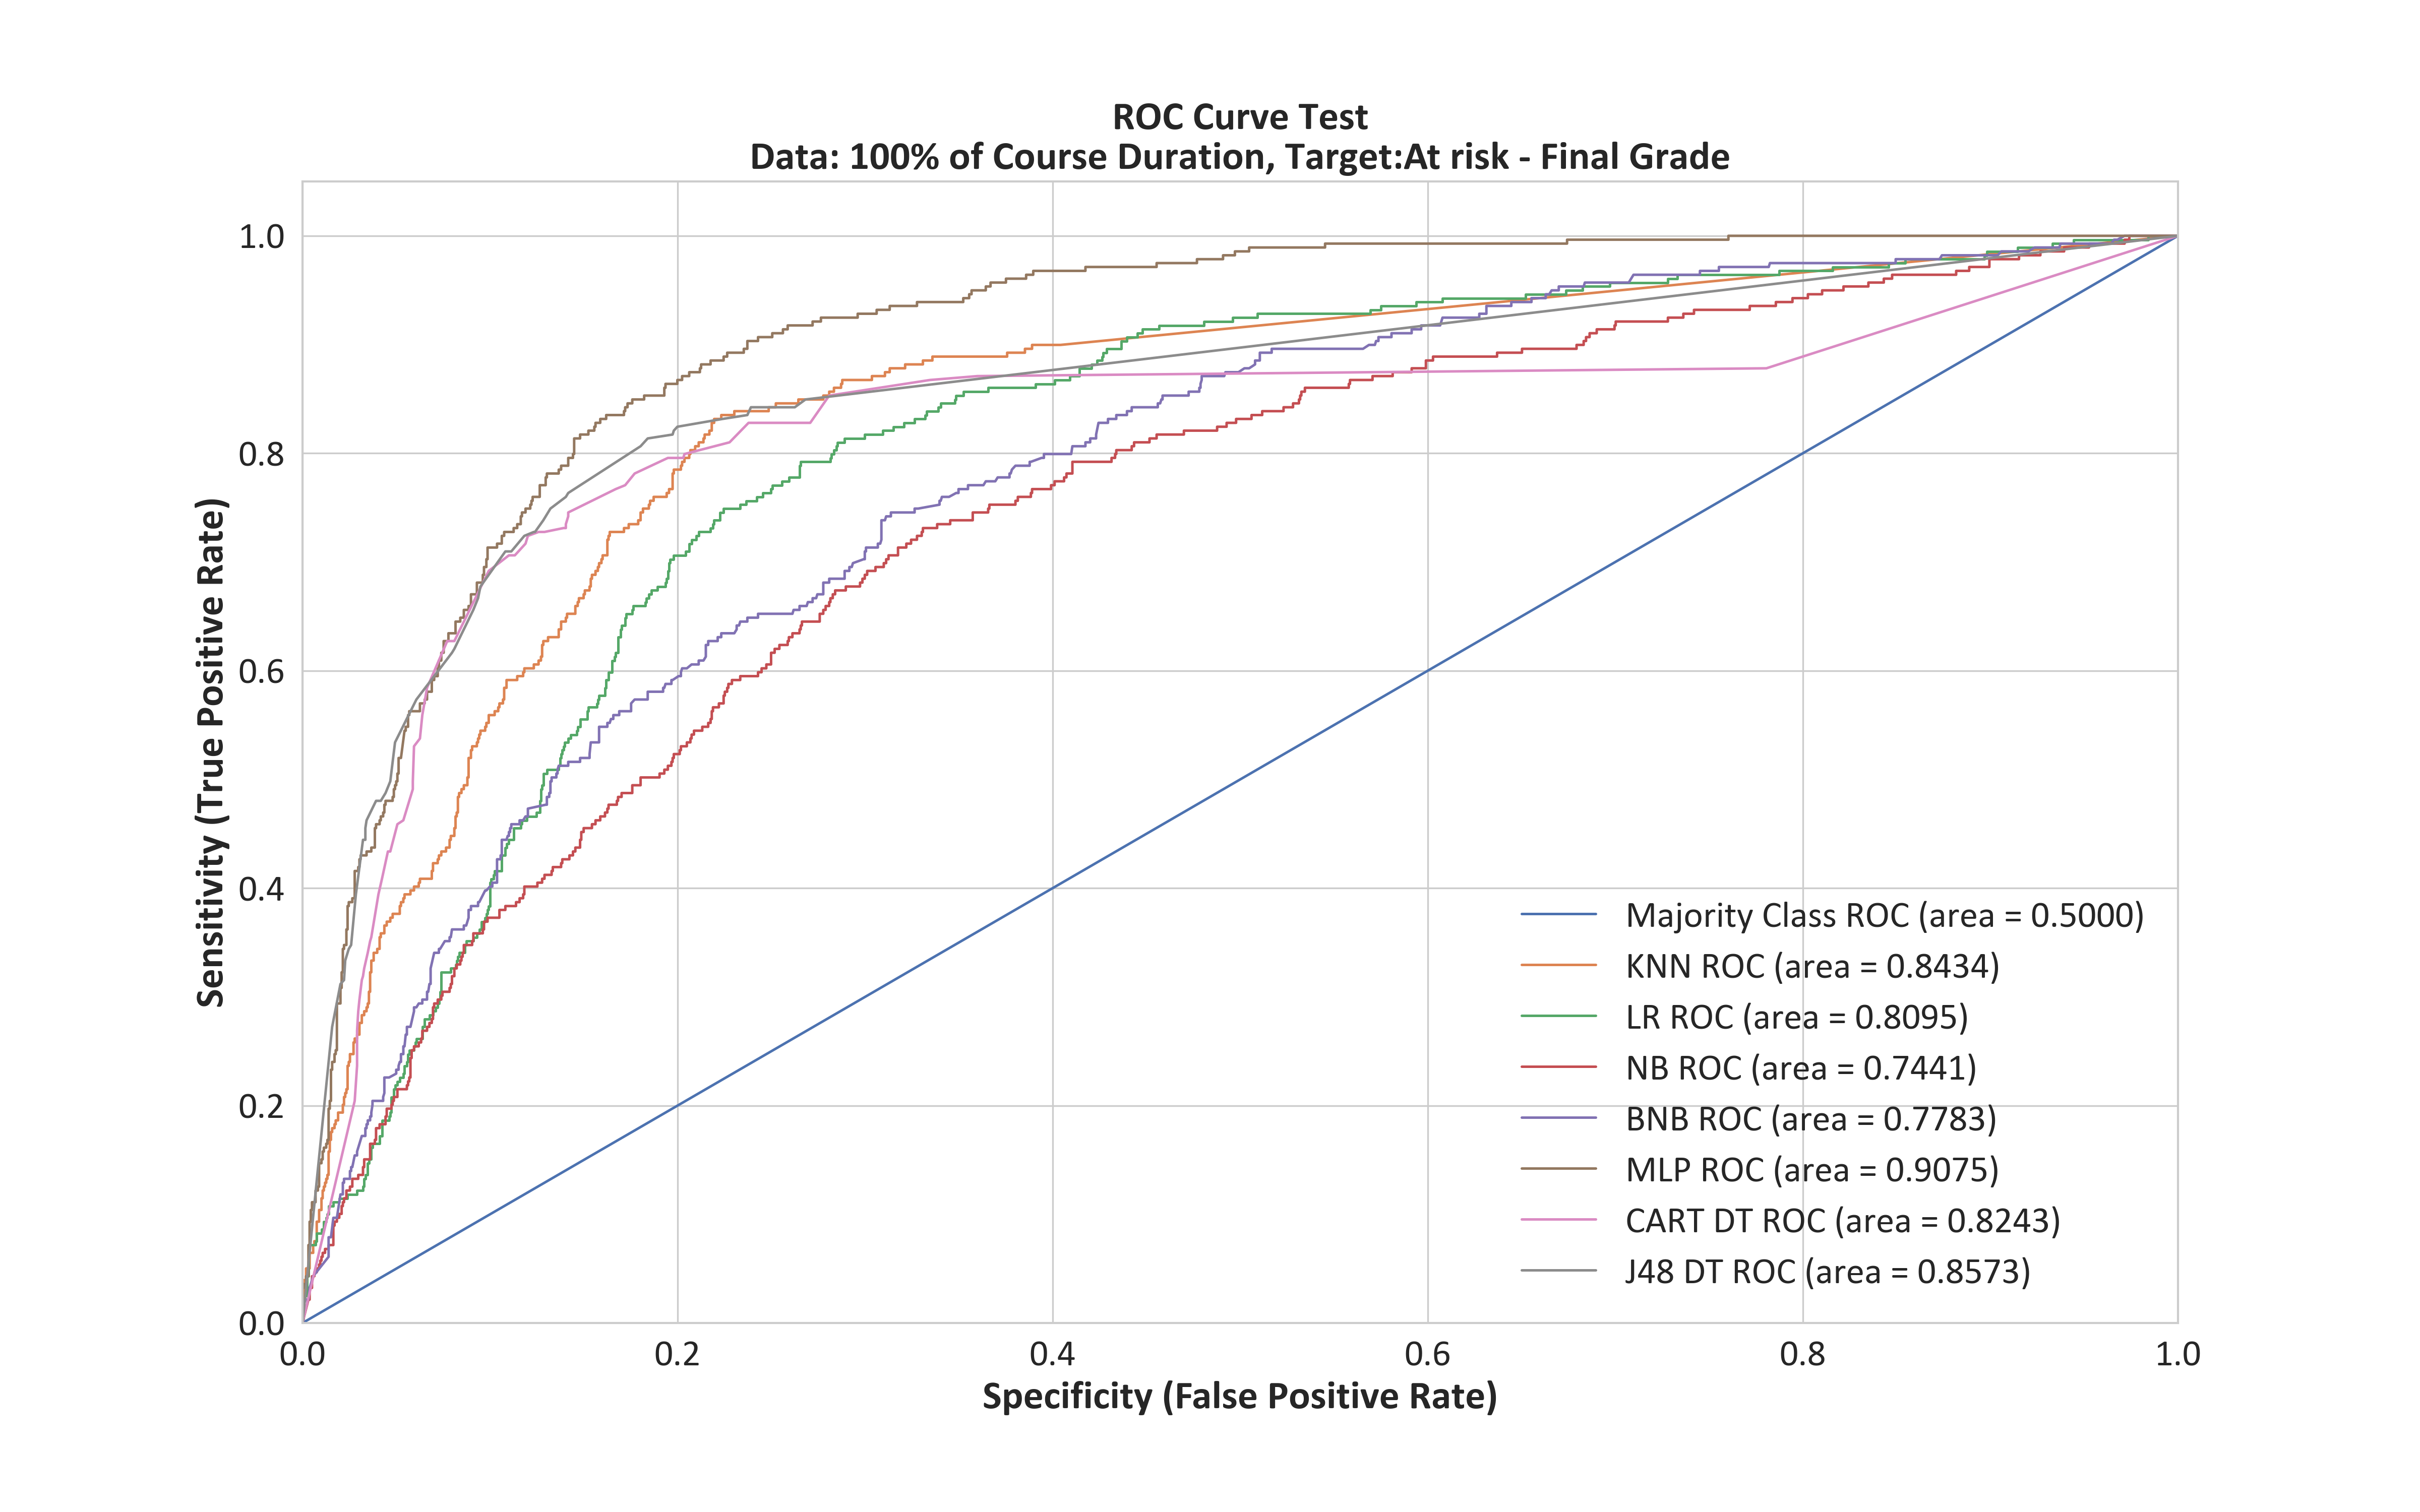 ROC Curve Test
Data: 100% of Course Duration, Target:At risk - Final Grade
Sensitivity (True Positive Rate)
1.0
0.8
0.6
0.4
0.2
0.0
Majority Class ROC (area = 0.5000)
KNN ROC (area = 0.8434)
LR ROC (area = 0.8095)
NB ROC (area = 0.7441)
BNB ROC (area = 0.7783)
MLP ROC (area = 0.9075)
CART DT ROC (area = 0.8243)
J48 DT ROC (area = 0.8573)
0.0 0.2 0.4 0.6 0.8 1.0
Specificity (False Positive Rate)